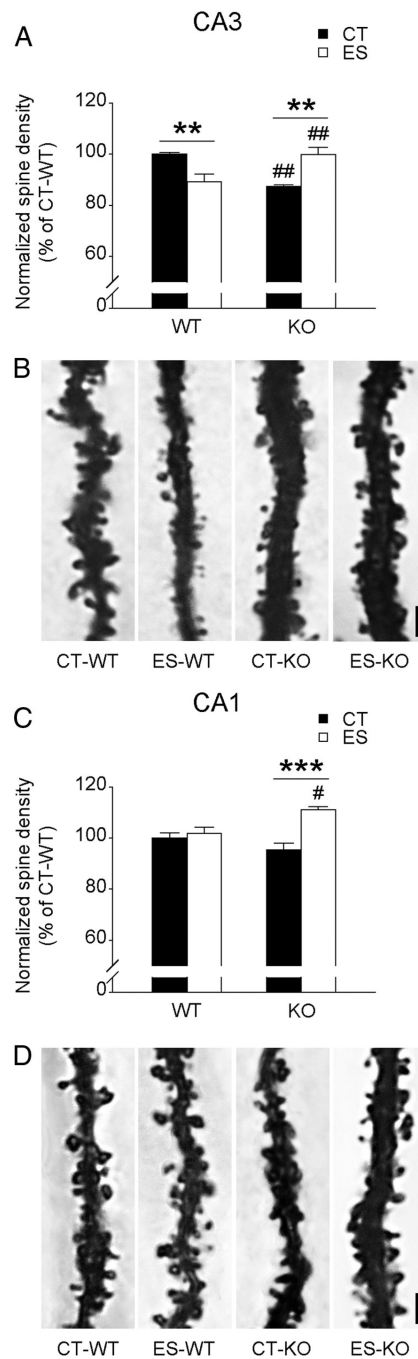 CA3
A
CT
ES
Normalized spine density
(% of CT-WT)
120
100
80
60
0
**
**
##
##
WT
KO
B
CT-WT
ES-WT
CT-KO
ES-KO
CA1
C
CT
ES
Normalized spine density
(% of CT-WT)
120
100
80
60
0
***
#
WT
KO
D
CT-WT
ES-WT
CT-KO
ES-KO